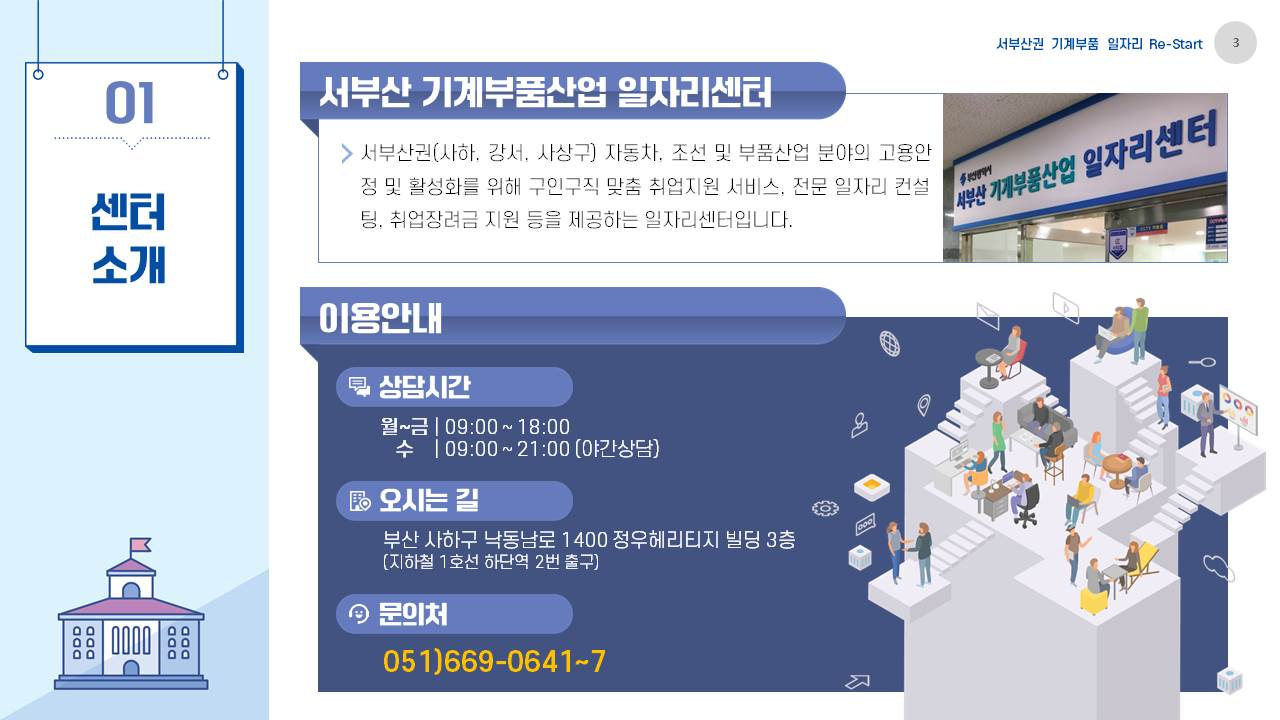 서부산권 기계부품 일자리 Re-Start
3
01
센터
소개
서부산 기계부품산업 일자리센터
서부산권(사하, 강서, 사상구) 자동차, 조선 및 부품산업 분야의 고용안
정 및 활성화를 위해 구인구직 맞춤 취업지원 서비스, 전문 일자리 컨설
팅, 취업장려금 지원 등을 제공하는 일자리센터입니다.
부산광역시
서부산 기계부품산업 일자리센터
이용안내
상담시간
월~금 | 09:00 ~ 18:00
수 | 09:00 ~ 21:00 (야간상담)
오시는 길
부산 사하구 낙동남로 1400 정우헤리티지 빌딩 3층
(지하철 1호선 하단역 2번 출구)
문의처
051)669-0641~7